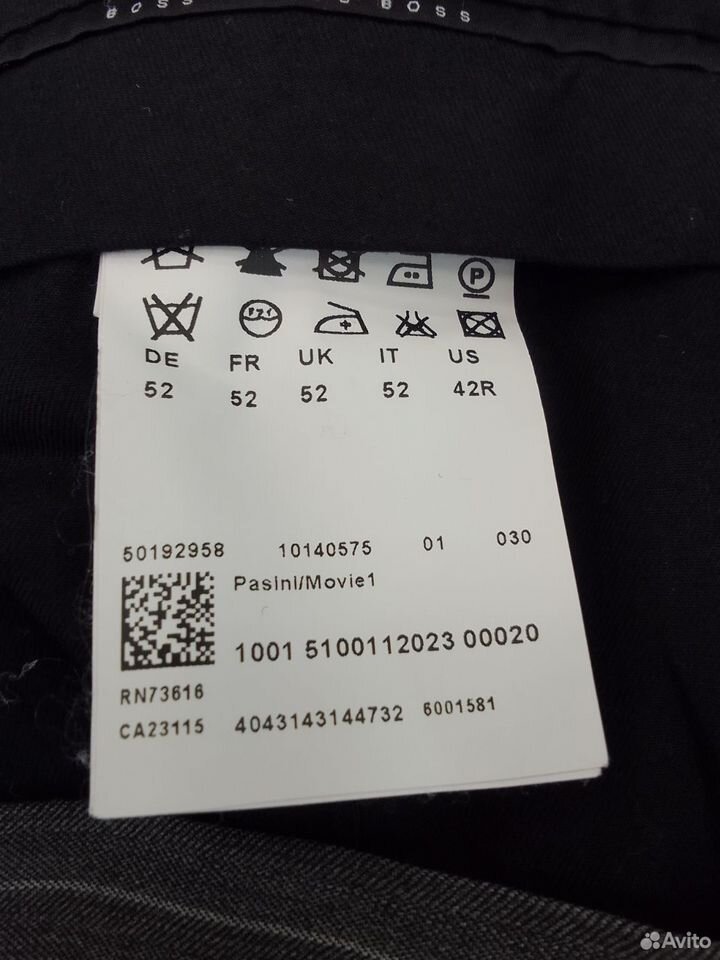 BOSS BOSS
P
DE FR UK IT US
52 52 52 52 42R
50192958 10140575 01 030
Pasini/Movie1
1001 5100112023 00020
RN73616
CA23115 4043143144732 6001581
Avito